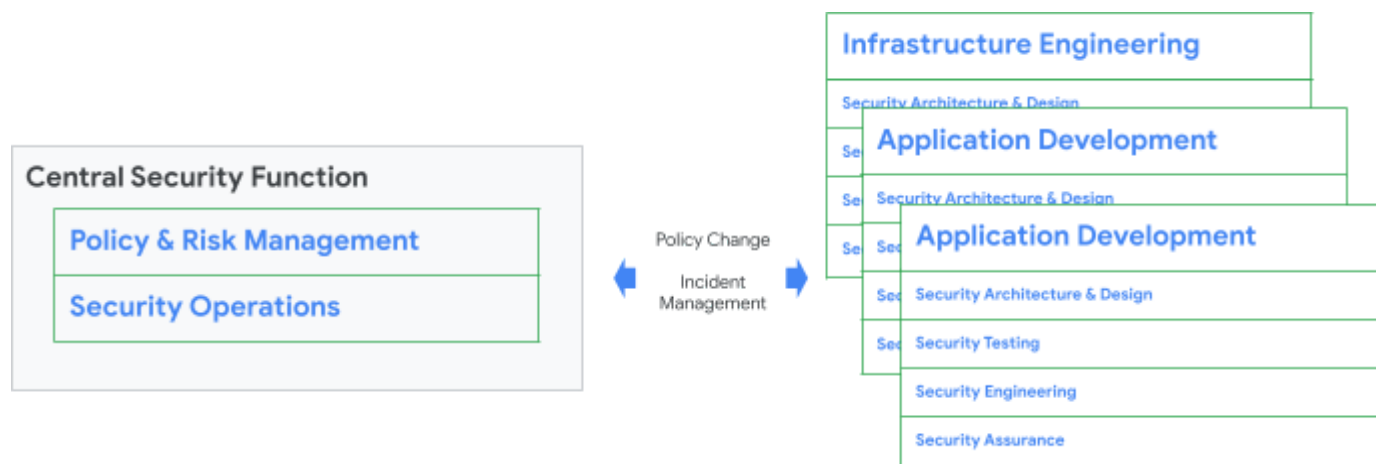 Central Security Function
Policy & Risk Management
Security Operations
Policy Change
Incident
Management
Infrastructure Engineering
Security Architecture & Design
Application Development
Security Architecture & Design
Application Development
Security Architecture & Design
Security Testing
Security Engineering
Security Assurance